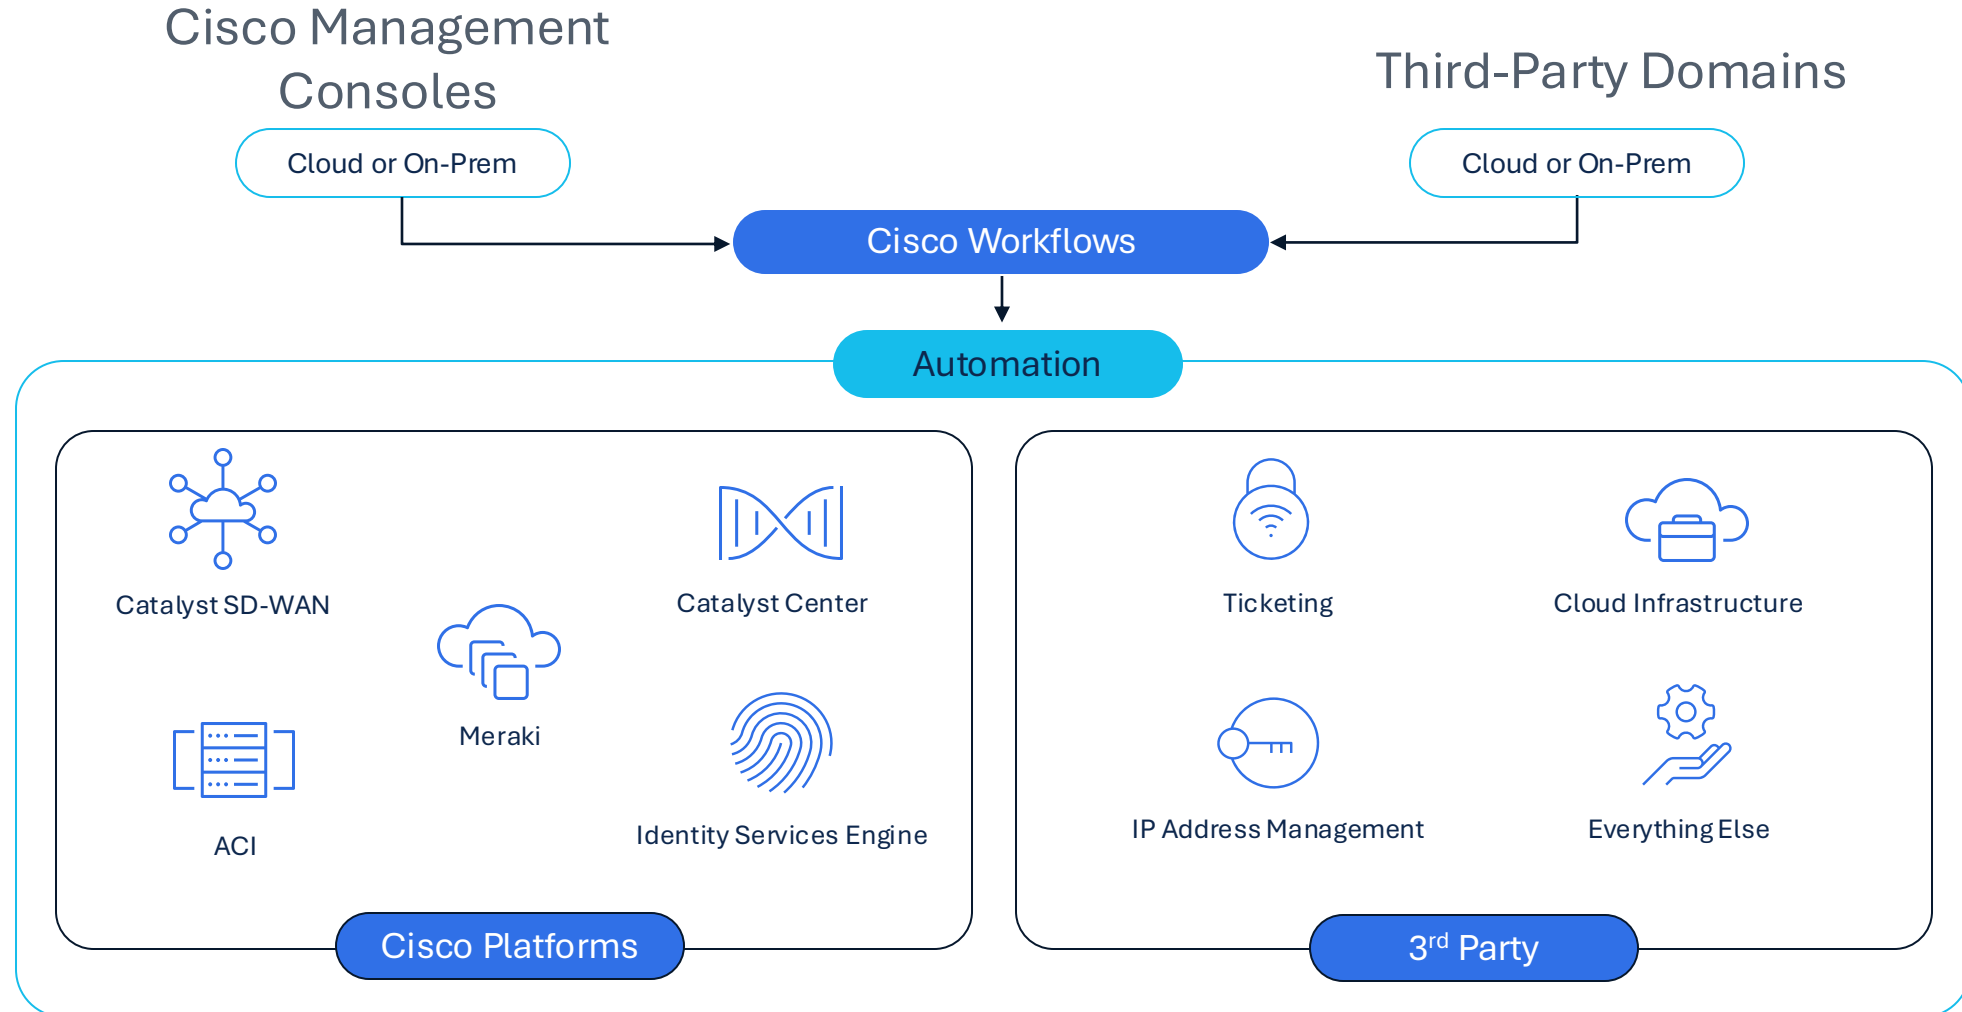 Cisco Management
Consoles
Third-Party Domains
Cloud or On-Prem
Cloud or On-Prem
Cisco Workflows
Automation
Catalyst SD-WAN
Catalyst Center
Meraki
ACI
Identity Services Engine
Cisco Platforms
Ticketing
Cloud Infrastructure
IP Address Management
Everything Else
3rd Party